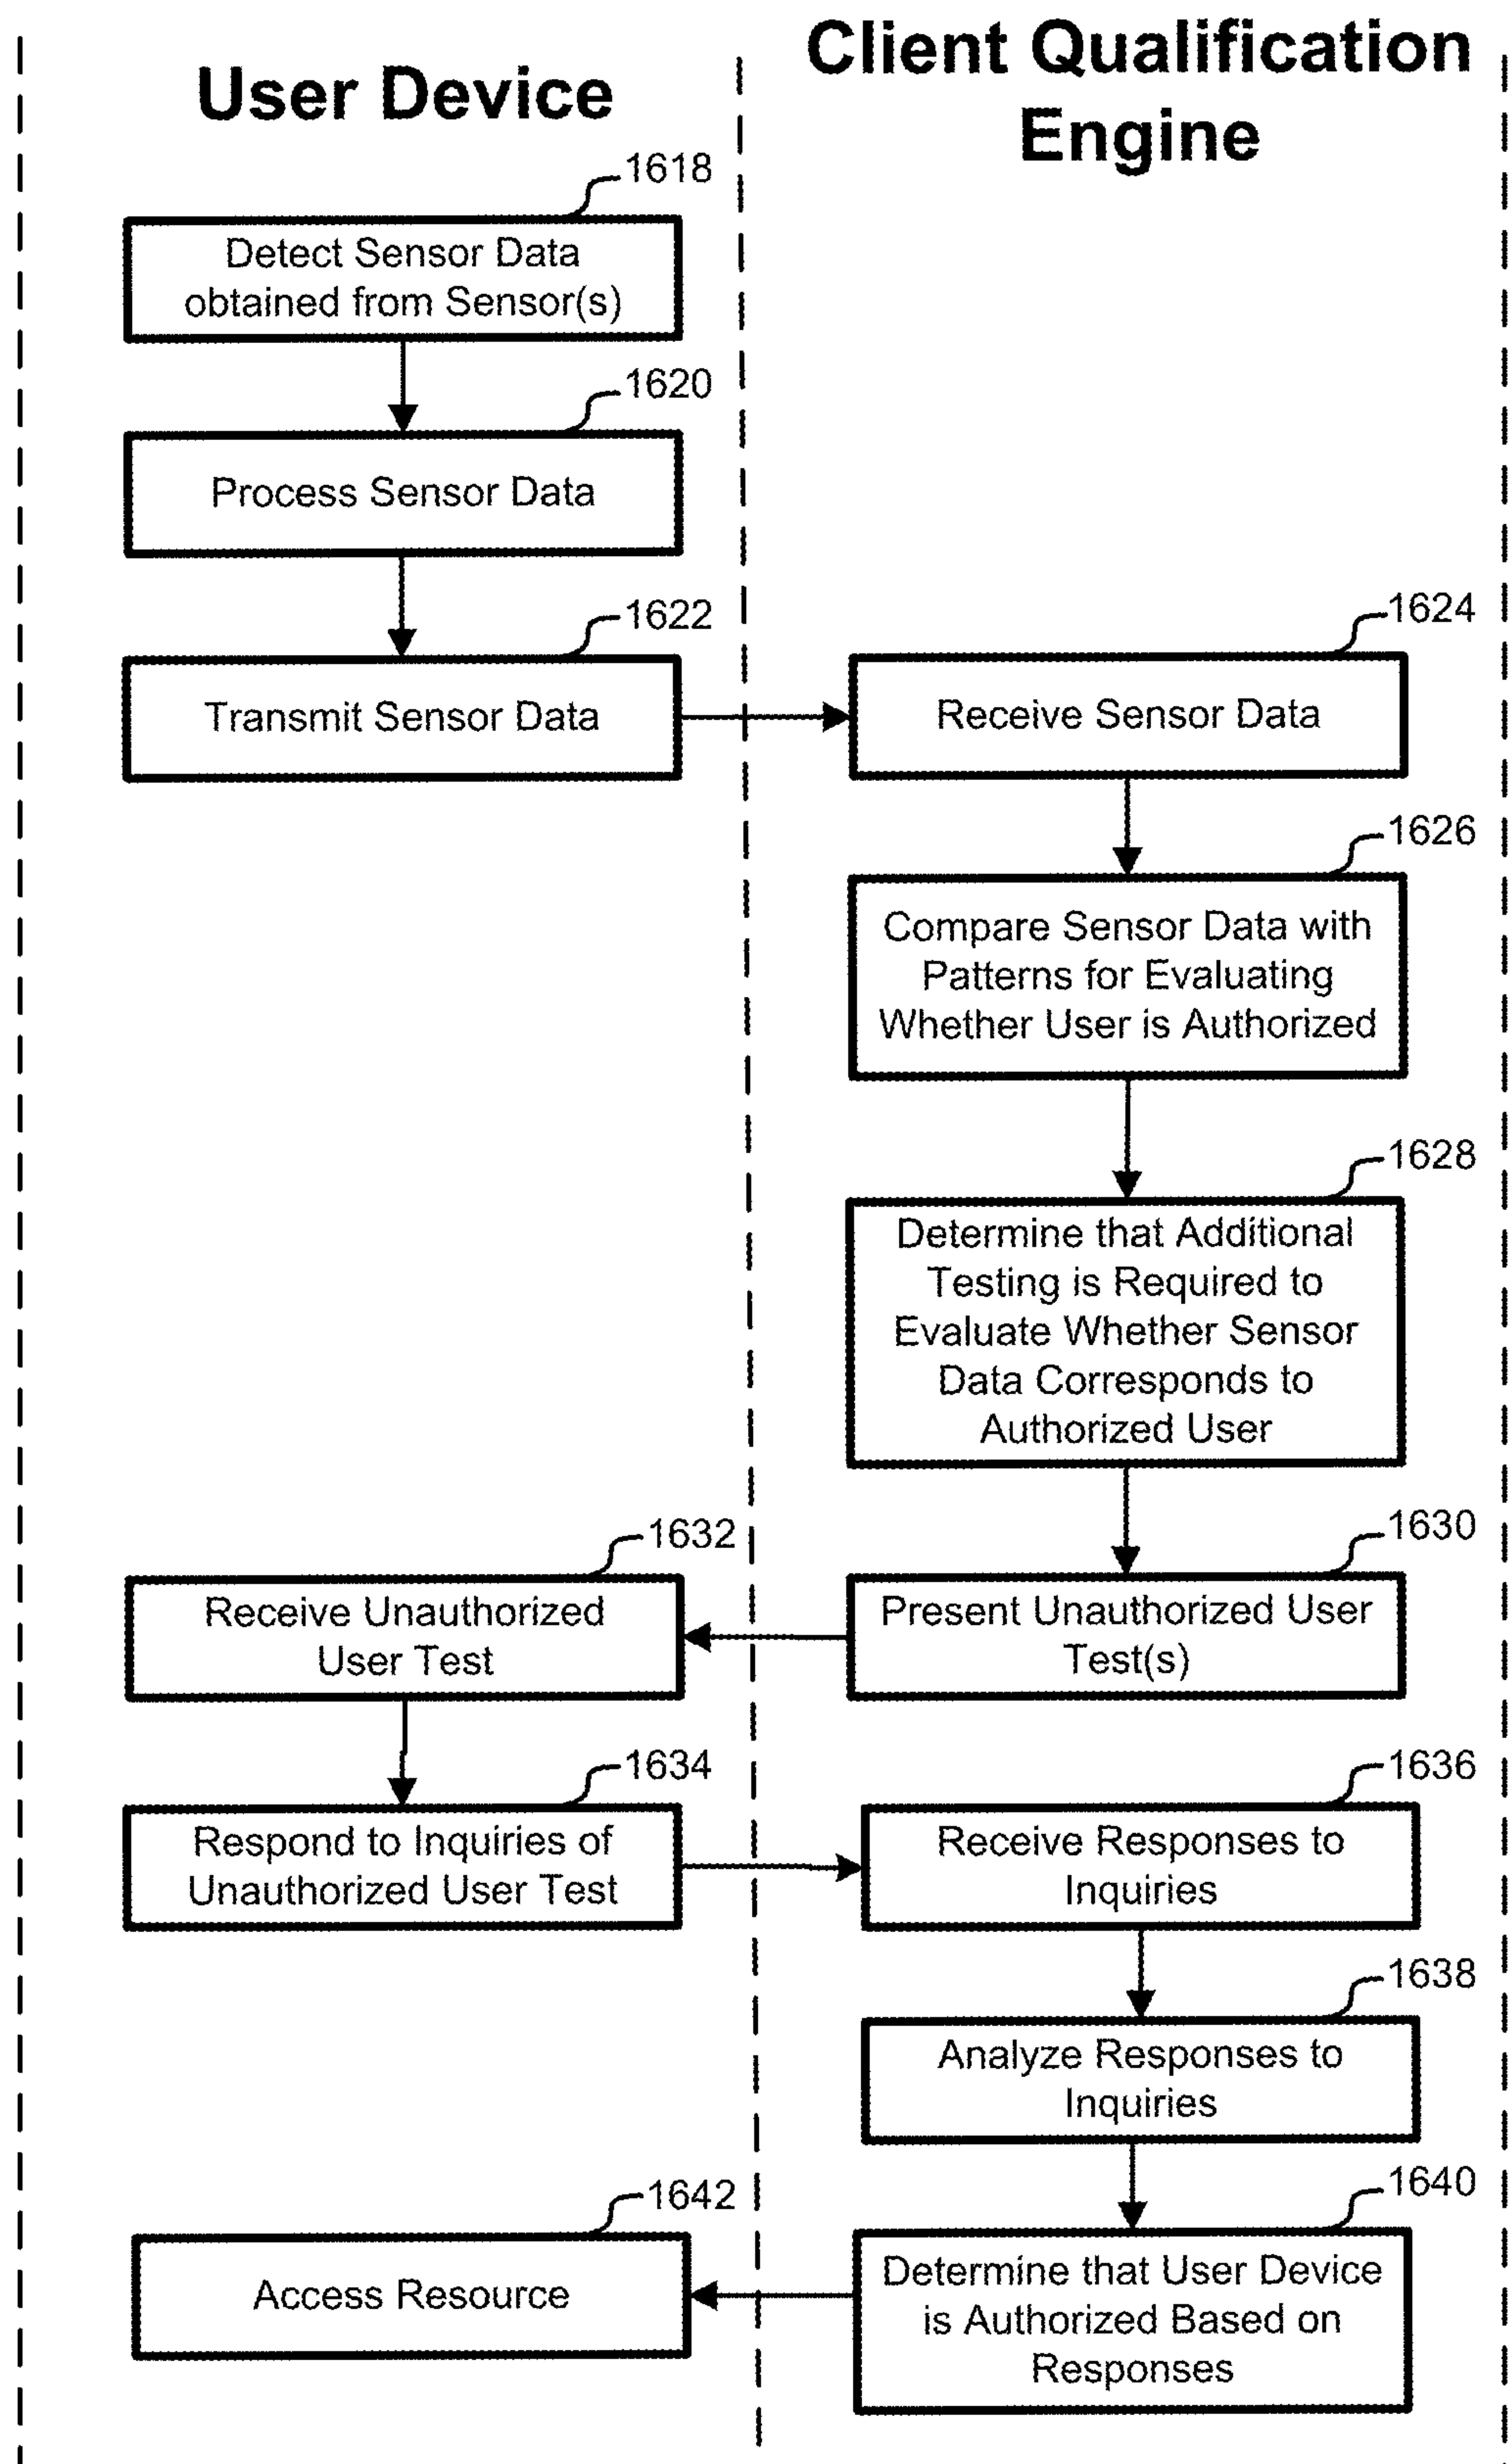 User Device
Client Qualification
Engine
1618
Detect Sensor Data
obtained from Sensor(s)
1620
Process Sensor Data
1622
Transmit Sensor Data
1624
Receive Sensor Data
1626
Compare Sensor Data with
Patterns for Evaluating
Whether User is Authorized
1628
Determine that Additional
Testing is Required to
Evaluate Whether Sensor
Data Corresponds to
Authorized User
1630
Present Unauthorized User
Test(s)
1632
Receive Unauthorized
User Test
1634
Respond to Inquiries of
Unauthorized User Test
1636
Receive Responses to
Inquiries
1638
Analyze Responses to
Inquiries
1640
Determine that User Device
is Authorized Based on
Responses
1642
Access Resource